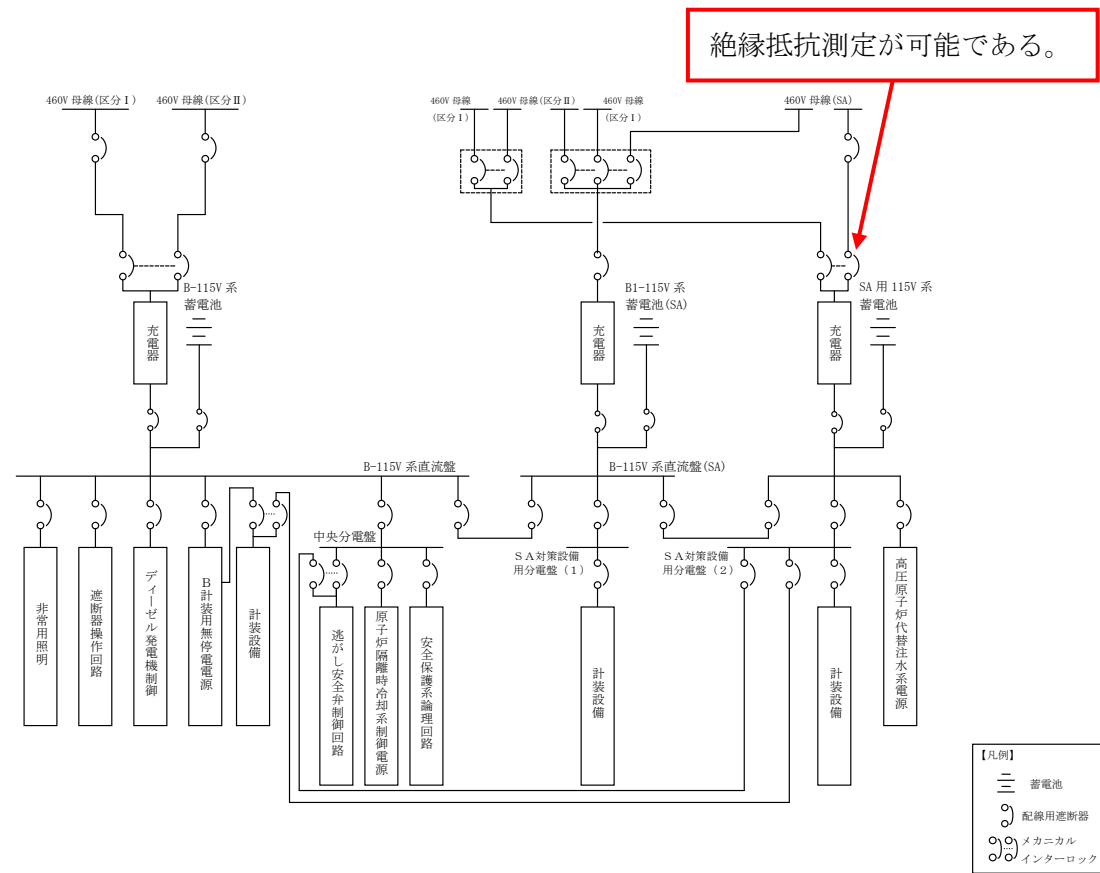 絶縁抵抗測定が可能である。
460V 母線(区分Ⅰ)
460V 母線(区分Ⅱ)
460V 母線
(区分Ⅰ)
460V 母線(区分Ⅱ)
460V 母線
(区分Ⅰ)
460V 母線(SA)
B-115V 系
蓄電池
充電器
B1-115V 系
蓄電池(SA)
充電器
SA 用 115V 系
蓄電池
充電器
B-115V 系直流盤
B-115V 系直流盤(SA)
中央分電盤
SA対策設備
用分電盤(1)
SA対策設備
用分電盤(2)
非常用照明
遮断器操作回路
ディーゼル発電機制御
B計装用無停電電源
計装設備
逃がし安全弁制御回路
原子炉隔離時冷却系制御電源
安全保護系論理回路
計装設備
計装設備
高圧原子炉代替注水系電源
【凡例】
蓄電池
配線用遮断器
メカニカル
インターロック